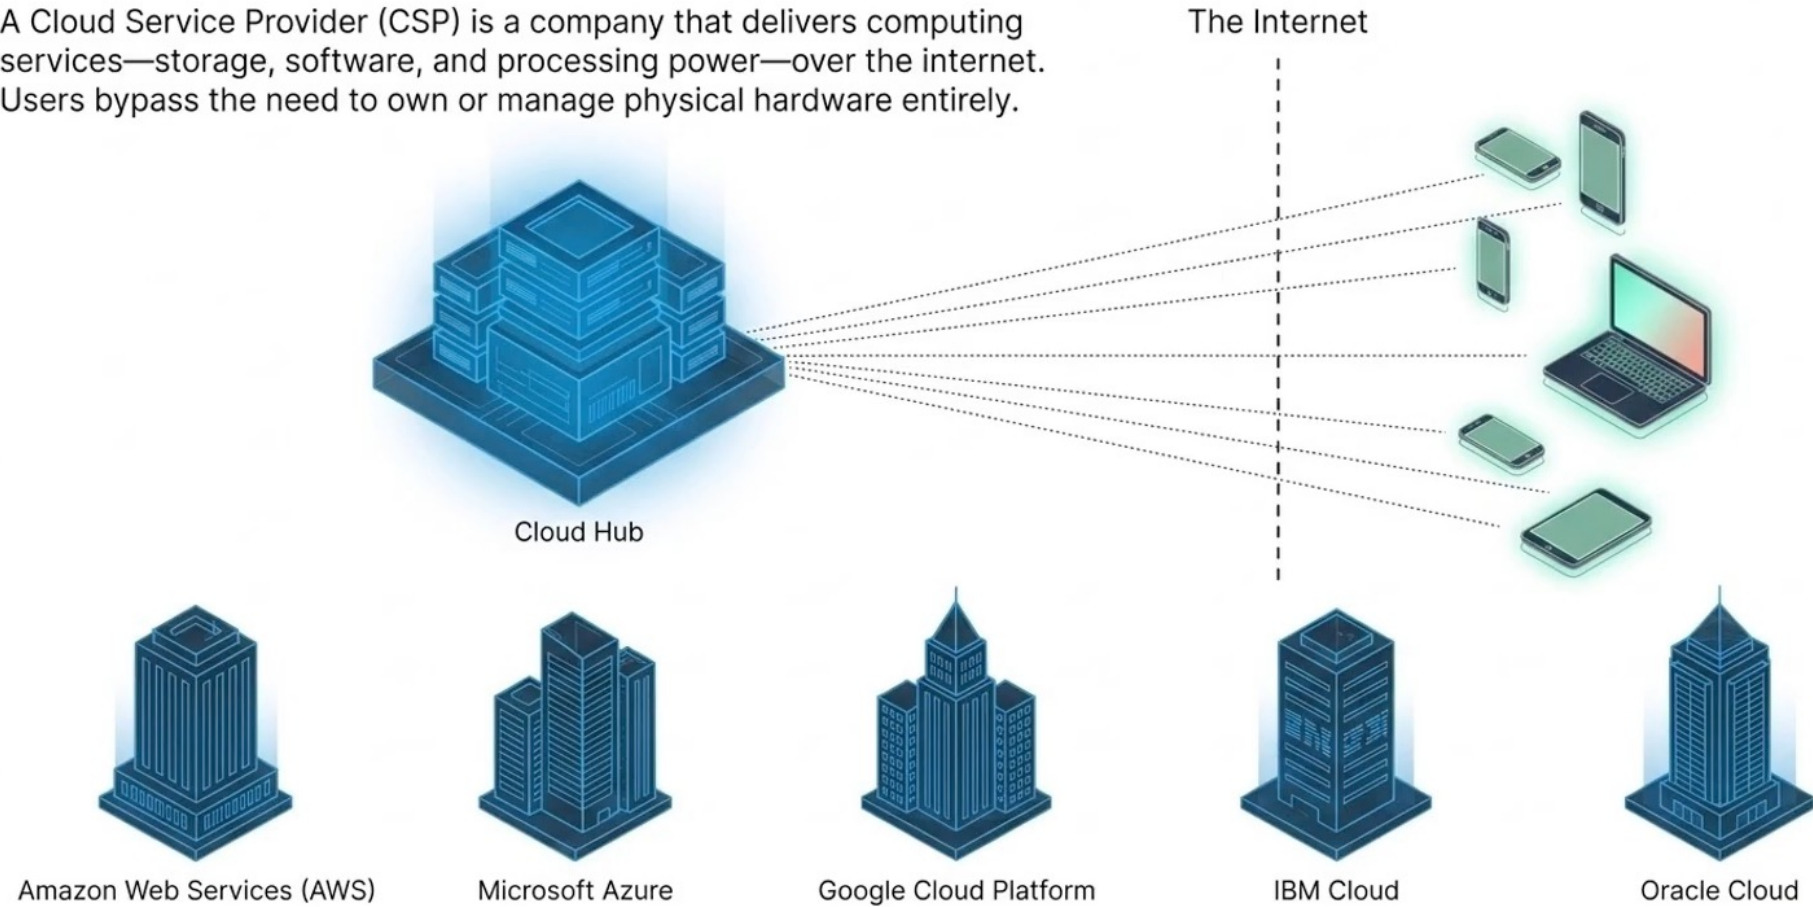 A Cloud Service Provider (CSP) is a company that delivers computing
services—storage, software, and processing power—over the internet.
Users bypass the need to own or manage physical hardware entirely.
The Internet
Cloud Hub
Amazon Web Services (AWS)
Microsoft Azure
Google Cloud Platform
IBM Cloud
Oracle Cloud